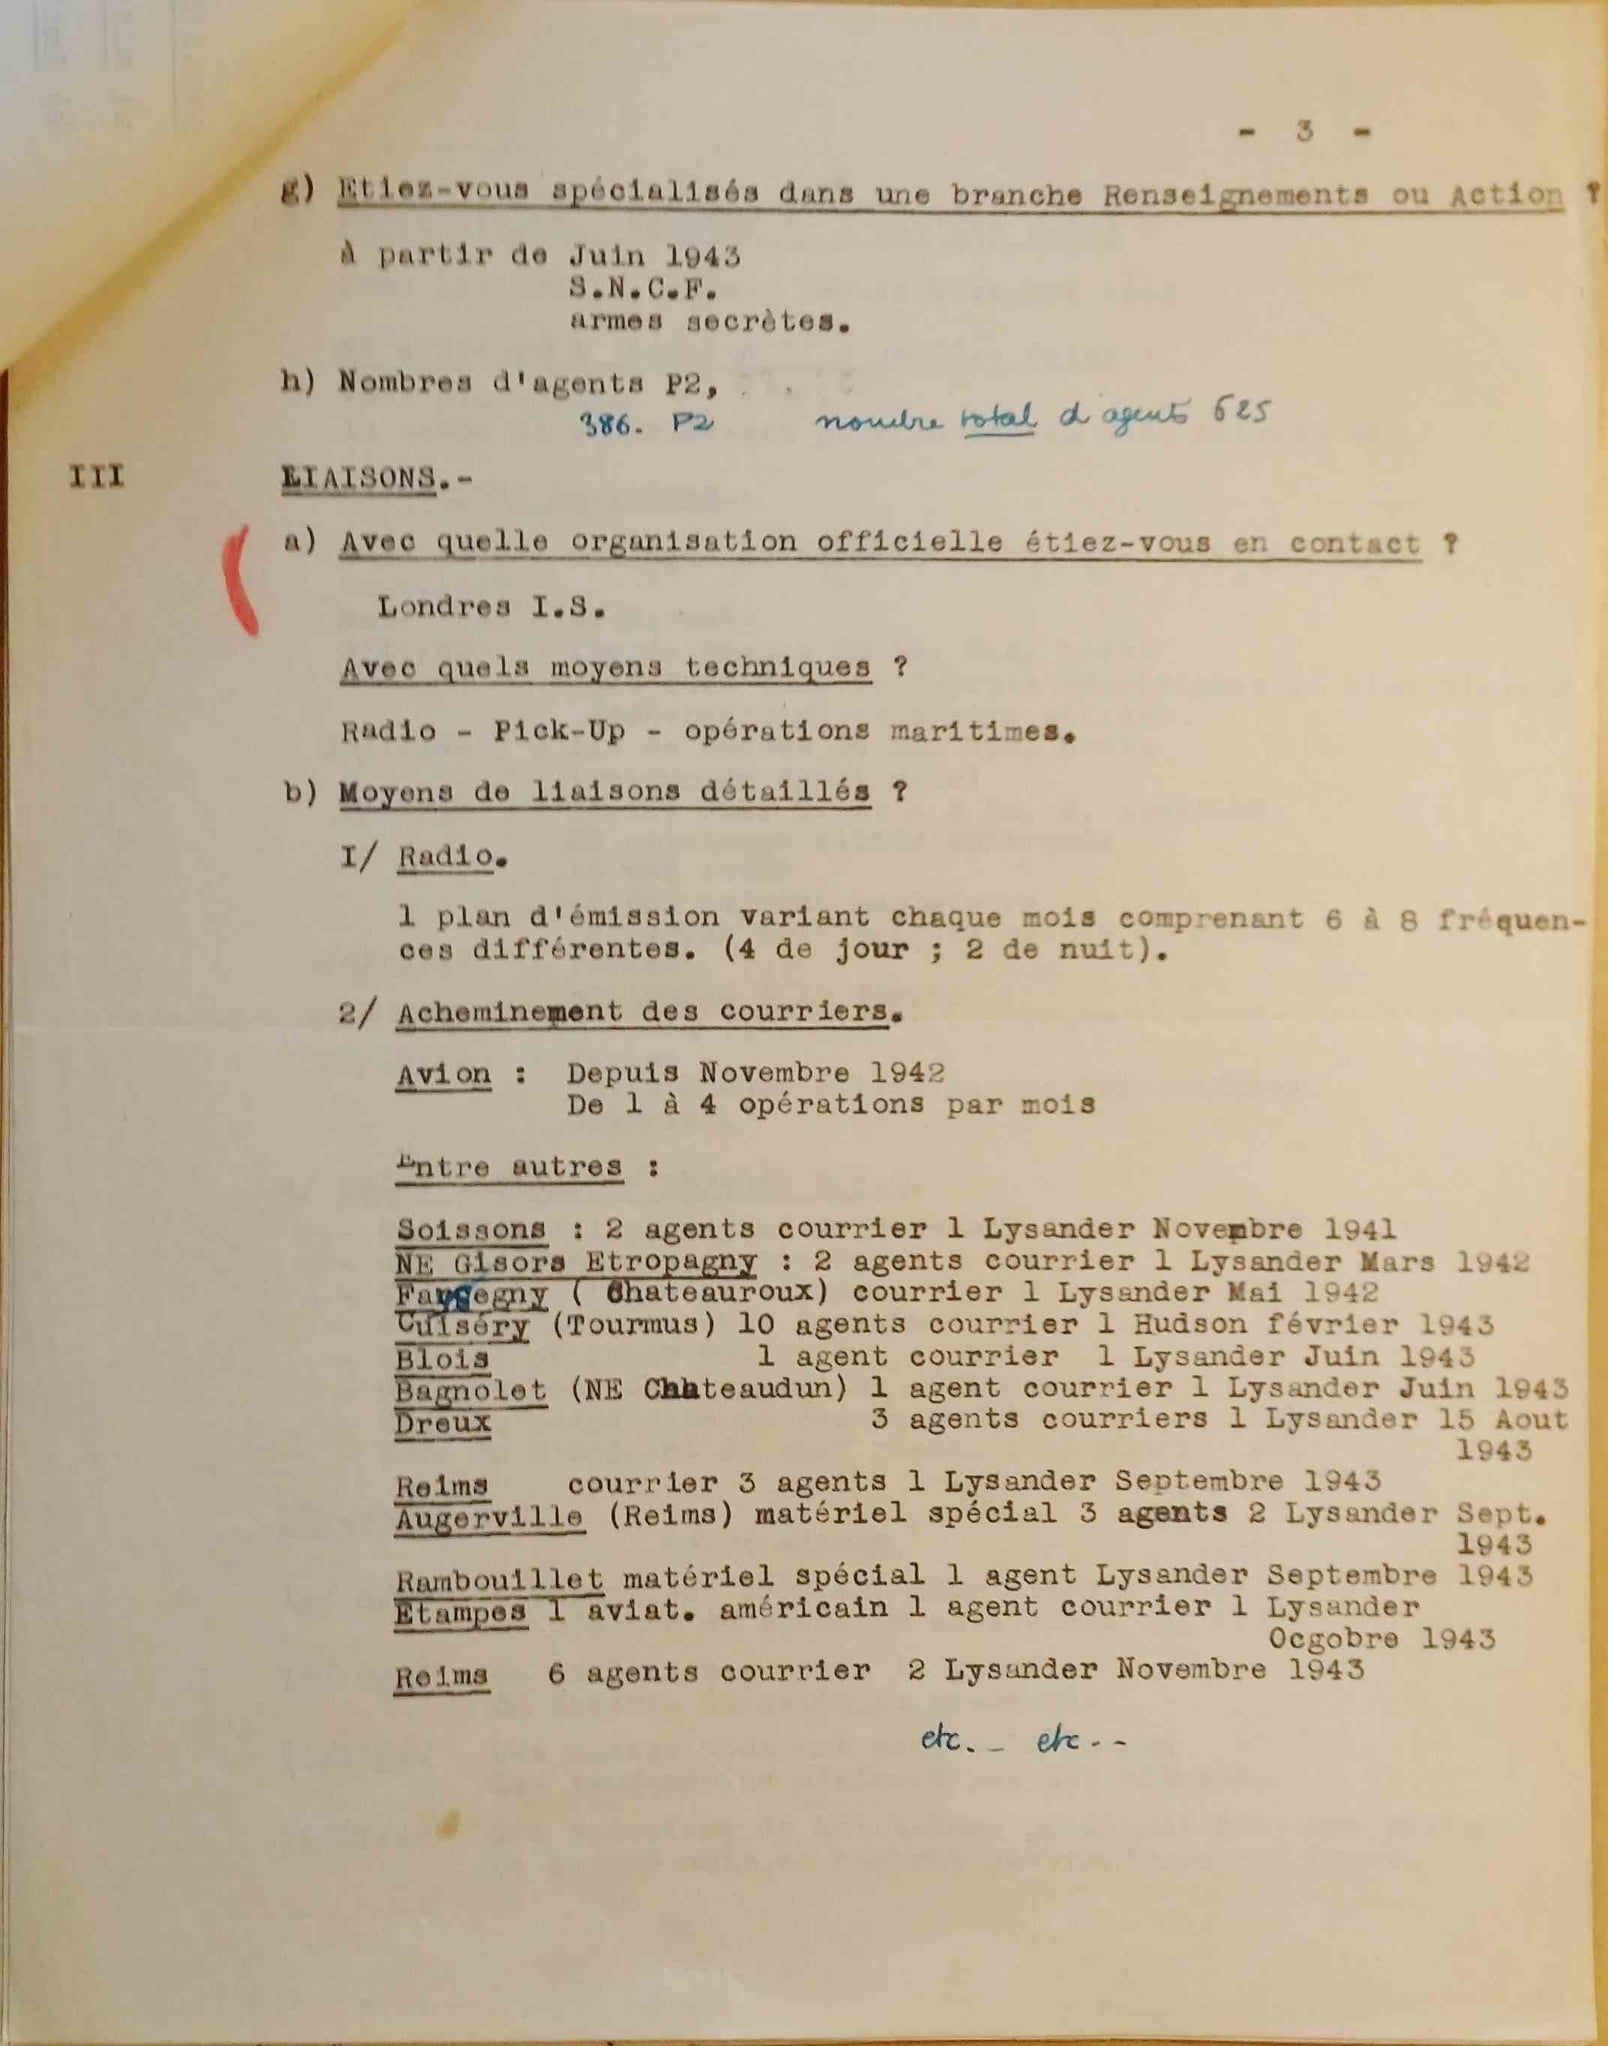 - 3 -
g) Etiez-vous spécialisés dans une branche Renseignements ou Action ?
à partir de Juin 1943
S.N.C.F.
armes secrètes.
h) Nombres d'agents P2,
386. P2 nombre total d'agents 625
III LIAISONS.-
a) Avec quelle organisation officielle étiez-vous en contact ?
Londres I.S.
Avec quels moyens techniques ?
Radio - Pick-Up - opérations maritimes.
b) Moyens de liaisons détaillés ?
I/ Radio.
1 plan d'émission variant chaque mois comprenant 6 à 8 fréquen-
ces différentes. (4 de jour ; 2 de nuit).
2/ Acheminement des courriers.
Avion : Depuis Novembre 1942
De 1 à 4 opérations par mois
Entre autres :
Soissons : 2 agents courrier 1 Lysander Novembre 1941
NE Gisors Etropagny : 2 agents courrier 1 Lysander Mars 1942
( Chateauroux) courrier 1 Lysander Mai 1942
Cuiséry (Tourmus) 10 agents courrier 1 Hudson février 1943
Blois 1 agent courrier 1 Lysander Juin 1943
Bagnolet (NE Chateaudun) 1 agent courrier 1 Lysander Juin 1943
Dreux 3 agents courriers 1 Lysander 15 Aout
1943
Reims courrier 3 agents 1 Lysander Septembre 1943
Augerville (Reims) matériel spécial 3 agents 2 Lysander Sept.
1943
Rambouillet matériel spécial 1 agent Lysander Septembre 1943
Etampes 1 aviat. américain 1 agent courrier 1 Lysander
Ocgobre 1943
Reims 6 agents courrier 2 Lysander Novembre 1943
etc. - etc - -